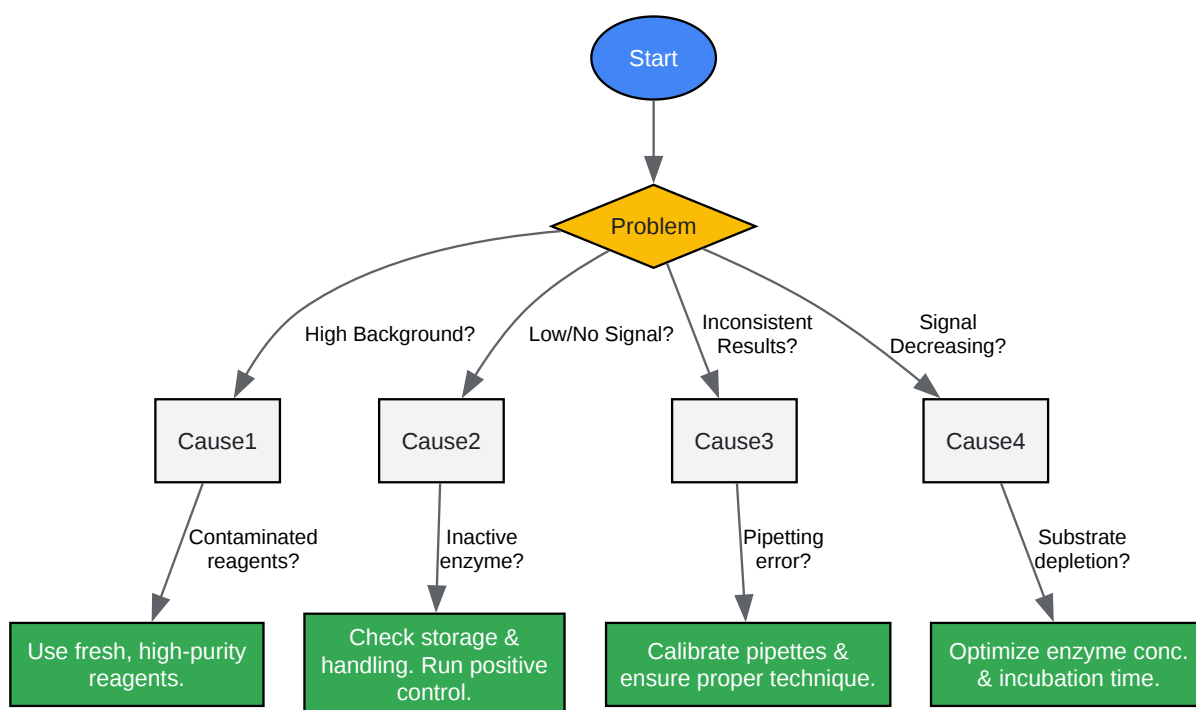 Start
Problem
High Background?
Low/No Signal?
Inconsistent
Results?
Signal
Decreasing?
Cause1
Cause2
Cause3
Cause4
Contaminated
reagents?
Inactive
enzyme?
Pipetting
error?
Substrate
depletion?
Use fresh, high-purity
reagents.
Check storage &
handling. Run positive
control.
Calibrate pipettes &
ensure proper technique.
Optimize enzyme conc.
& incubation time.